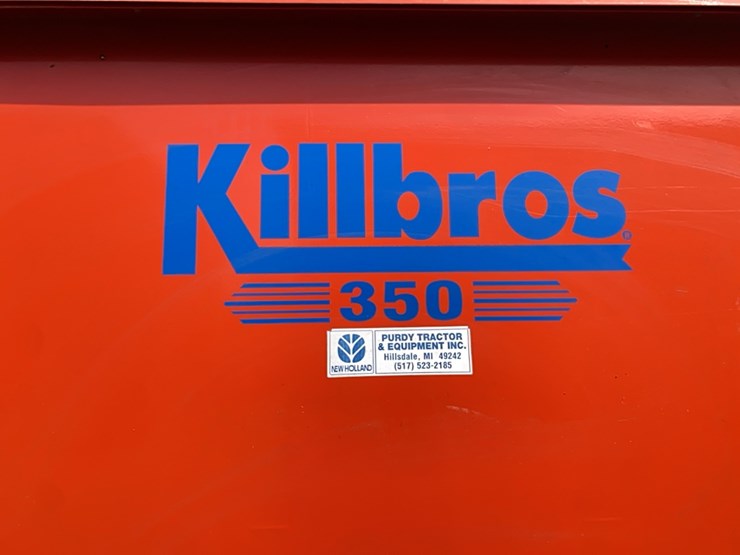 Killbros®
350
NEW HOLLAND
PURDY TRACTOR
& EQUIPMENT INC.
Hillsdale, MI 49242
(517) 523-2185